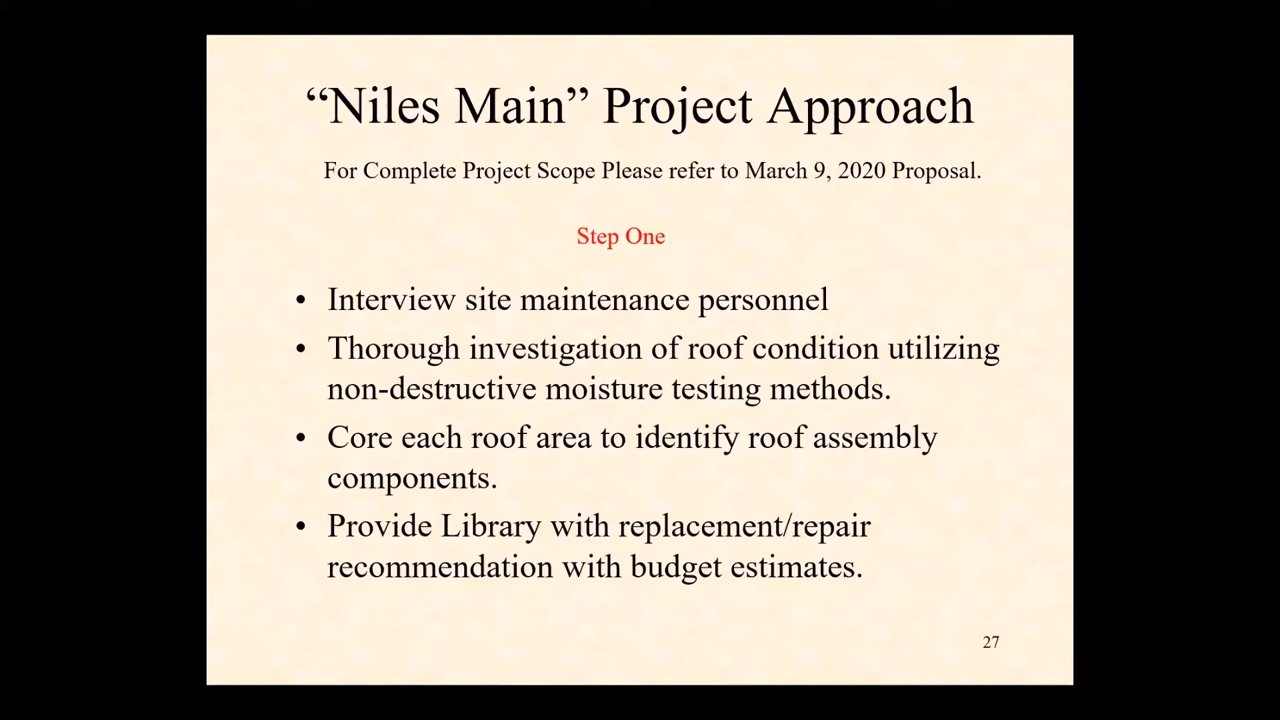 “Niles Main” Project Approach
For Complete Project Scope Please refer to March 9, 2020 Proposal.
Step One
• Interview site maintenance personnel
• Thorough investigation of roof condition utilizing
non-destructive moisture testing methods.
• Core each roof area to identify roof assembly
components.
• Provide Library with replacement/repair
recommendation with budget estimates.
27